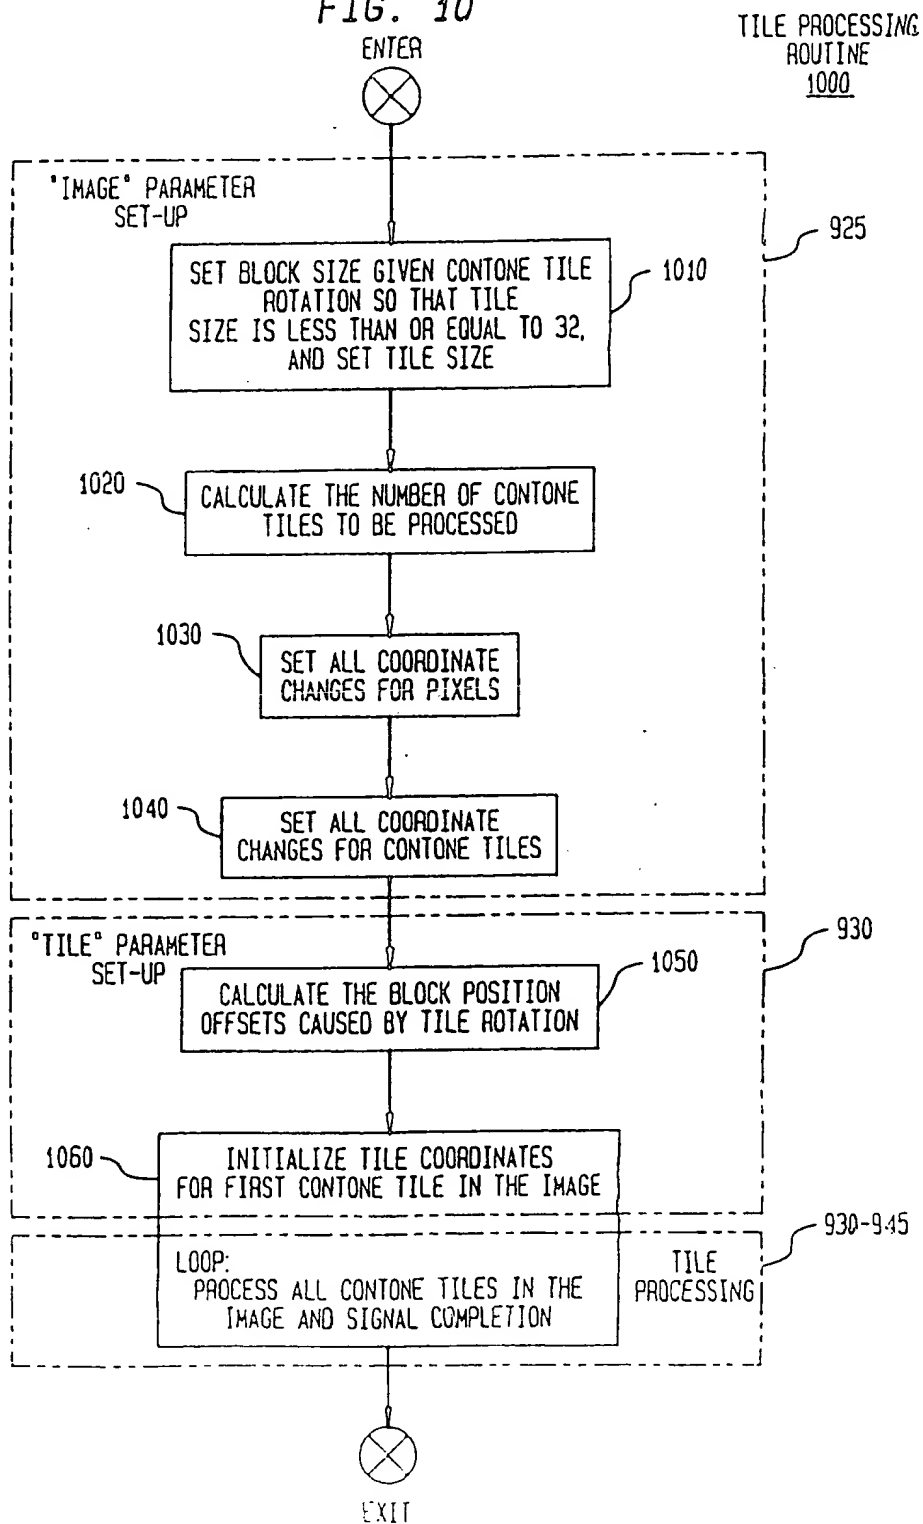 FIG. 10
TILE PROCESSING
ROUTINE
1000
ENTER
"IMAGE" PARAMETER
SET-UP
925
SET BLOCK SIZE GIVEN CONTONE TILE
ROTATION SO THAT TILE
SIZE IS LESS THAN OR EQUAL TO 32,
AND SET TILE SIZE
1010
1020
CALCULATE THE NUMBER OF CONTONE
TILES TO BE PROCESSED
1030
SET ALL COORDINATE
CHANGES FOR PIXELS
1040
SET ALL COORDINATE
CHANGES FOR CONTONE TILES
"TILE" PARAMETER
SET-UP
930
1050
CALCULATE THE BLOCK POSITION
OFFSETS CAUSED BY TILE ROTATION
1060
INITIALIZE TILE COORDINATES
FOR FIRST CONTONE TILE IN THE IMAGE
930-945
LOOP:
PROCESS ALL CONTONE TILES IN THE
IMAGE AND SIGNAL COMPLETION
TILE
PROCESSING
EXIT